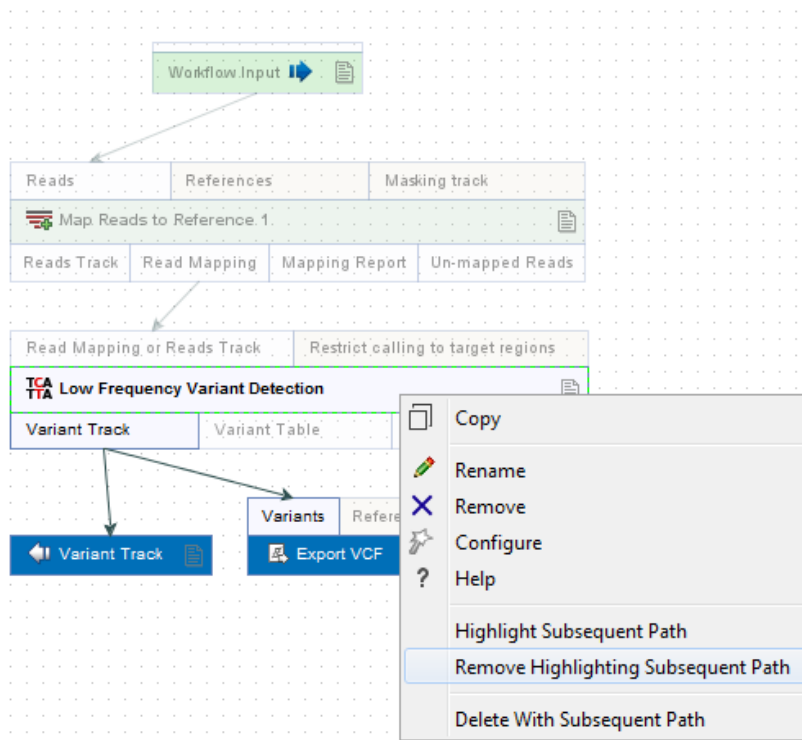 Workflow Input
Reads References Masking track
Map Reads to Reference 1
Reads Track Read Mapping Mapping Report Un-mapped Reads
Read Mapping or Reads Track Restrict calling to target regions
TCA
TTA
Low Frequency Variant Detection
Variant Track Variant Table
Variants Refere
Variant Track Export VCF
Copy
Rename
Remove
Configure
? Help
Highlight Subsequent Path
Remove Highlighting Subsequent Path
Delete With Subsequent Path